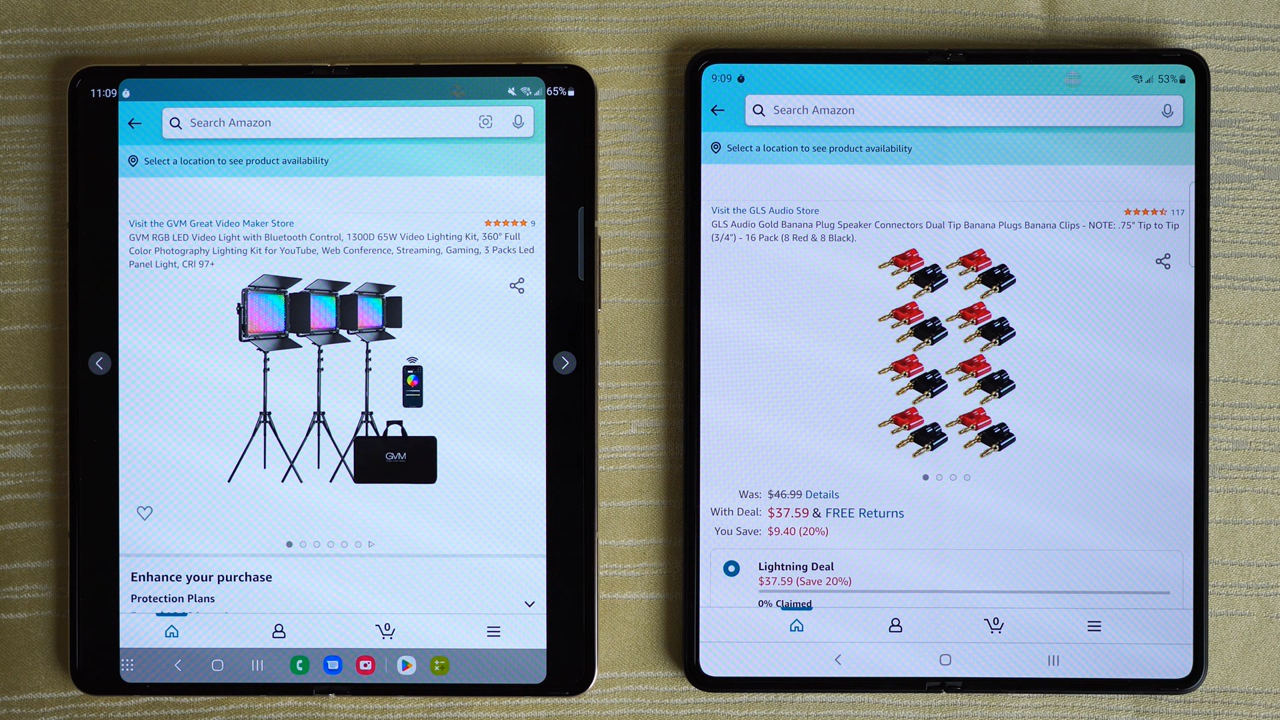 11:09
65%
Search Amazon
Select a location to see product availability
Visit the GVM Great Video Maker Store
9
GVM RGB LED Video Light with Bluetooth Control, 1300D 65W Video Lighting Kit, 360° Full
Color Photography Lighting Kit for YouTube, Web Conference, Streaming, Gaming, 3 Packs Led
Panel Light, CRI 97+
GVM
Enhance your purchase
Protection Plans
0
9:09
53%
Search Amazon
Select a location to see product availability
Visit the GLS Audio Store
117
GLS Audio Gold Banana Plug Speaker Connectors Dual Tip Banana Plugs Banana Clips - NOTE: .75" Tip to Tip
(3/4") - 16 Pack (8 Red & 8 Black).
Was: $46.99 Details
With Deal: $37.59 & FREE Returns
You Save: $9.40 (20%)
Lightning Deal
$37.59 (Save 20%)
0% Claimed
0